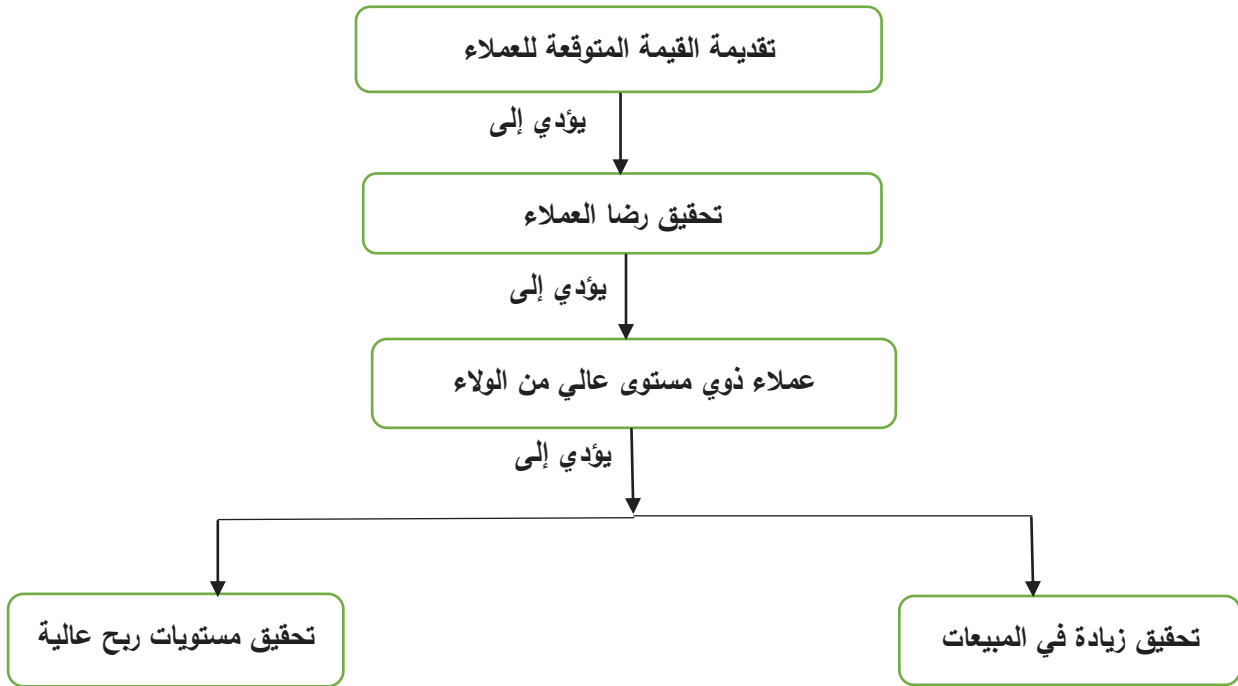 تقديمة القيمة المتوقعة للعملاء
يؤدي إلى
تحقيق رضا العملاء
يؤدي إلى
عملاء ذوي مستوى عالي من الولاء
يؤدي إلى
تحقيق زيادة في المبيعات
تحقيق مستويات ربح عالية